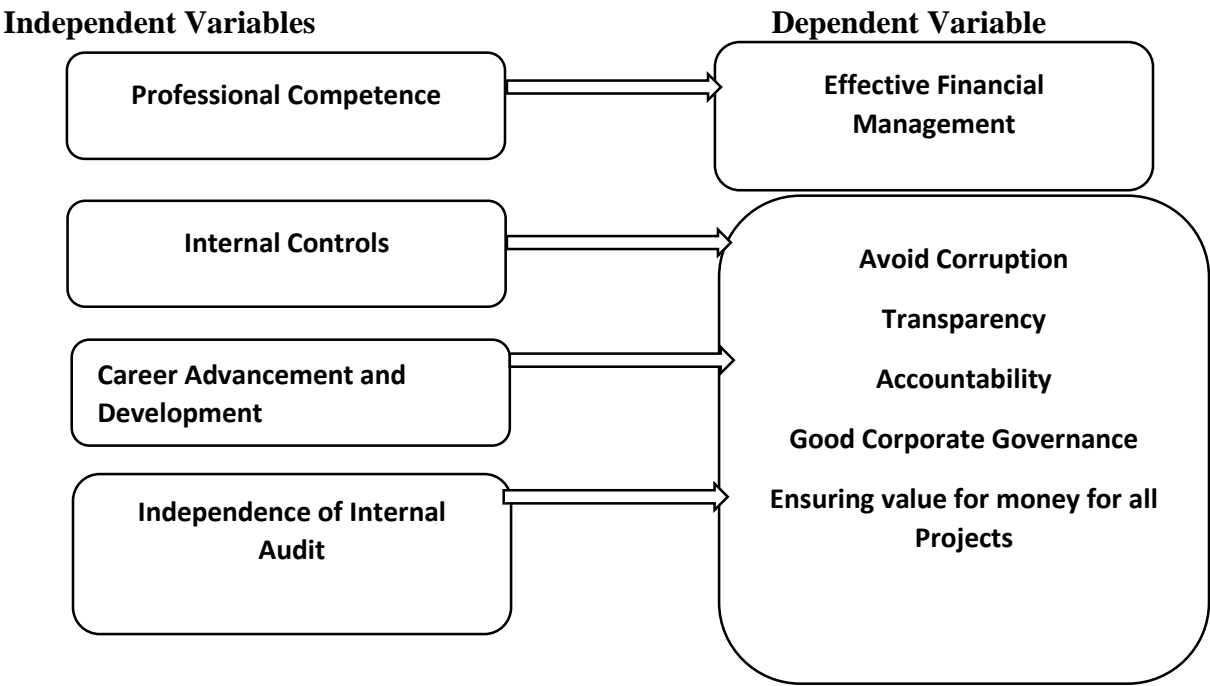 Independent Variables
Dependent Variable
Professional Competence
Effective Financial
Management
Internal Controls
Career Advancement and
Development
Independence of Internal
Audit
Avoid Corruption
Transparency
Accountability
Good Corporate Governance
Ensuring value for money for all
Projects